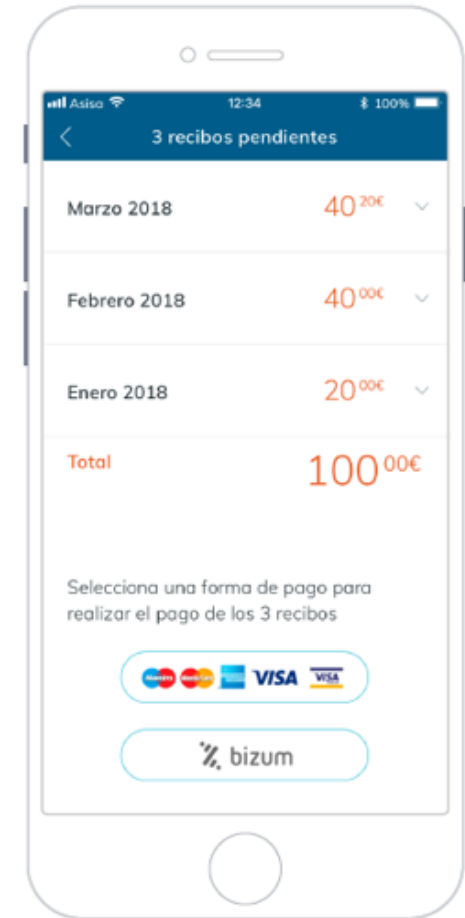 Asisa 12:34 100%
3 recibos pendientes
Marzo 2018 40 20€
Febrero 2018 40 00€
Enero 2018 20 00€
Total 100 00€
Selecciona una forma de pago para
realizar el pago de los 3 recibos
Maestro MasterCard VISA VISA
bizum